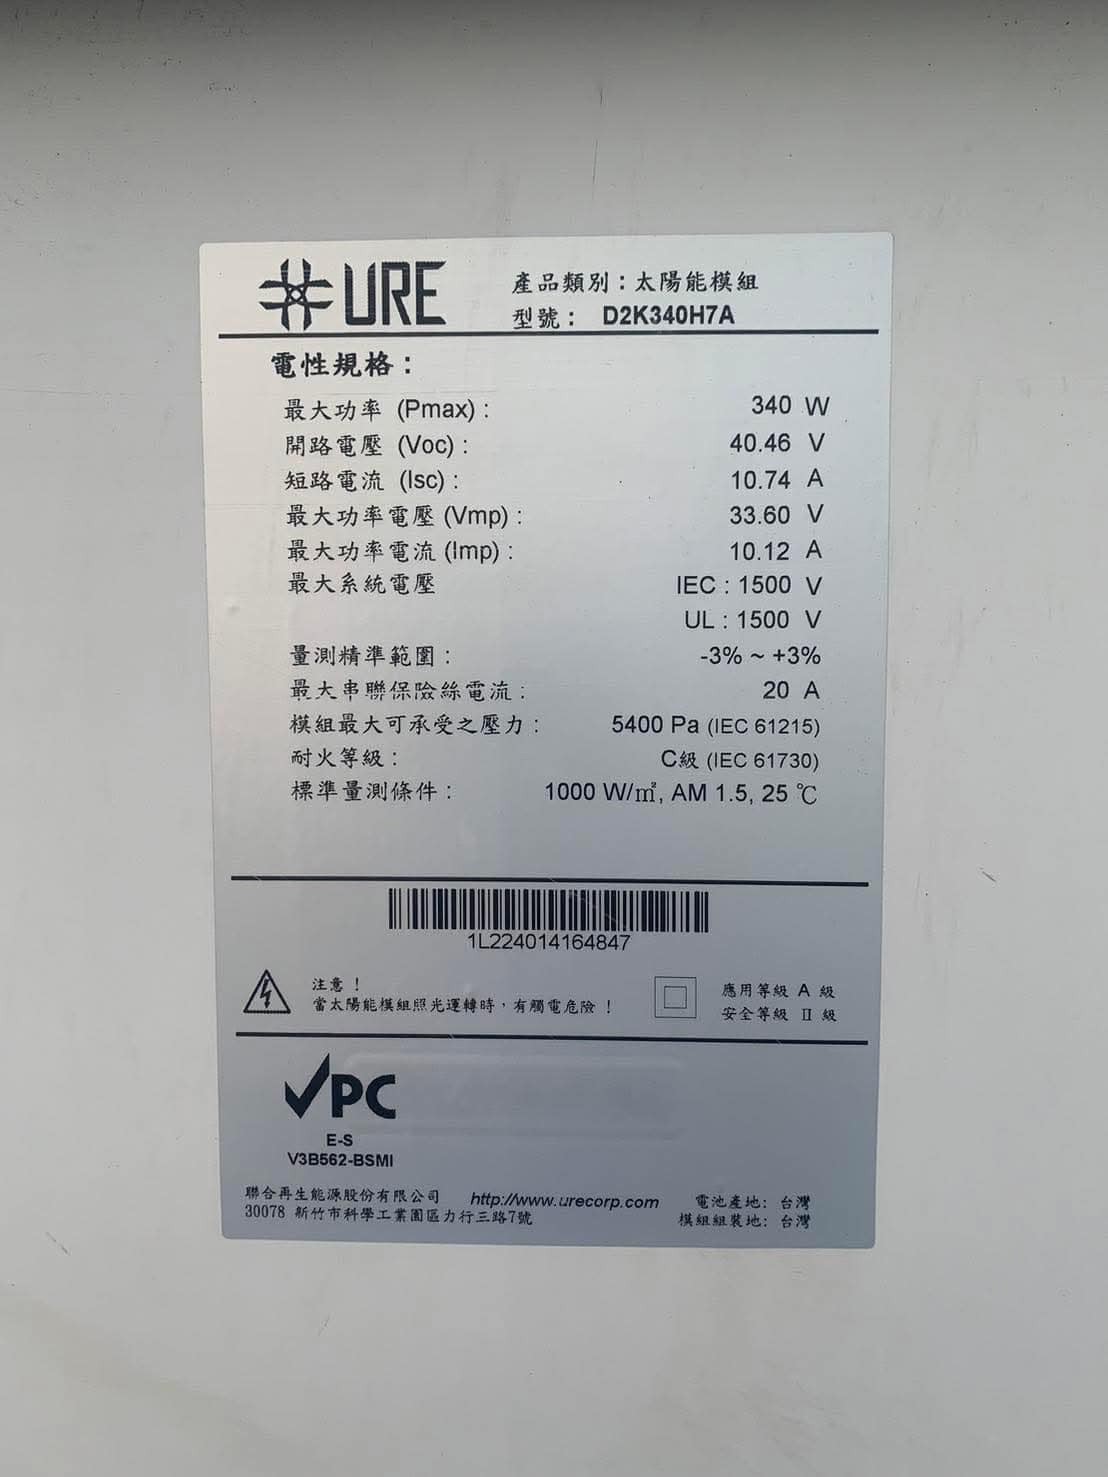 URE
產品類別：太陽能模組
型號： D2K340H7A
電性規格：
最大功率 (Pmax) : 340 W
開路電壓 (Voc) : 40.46 V
短路電流 (Isc) : 10.74 A
最大功率電壓 (Vmp) : 33.60 V
最大功率電流 (Imp) : 10.12 A
最大系統電壓 IEC : 1500 V
UL : 1500 V
量測精準範圍 : -3% ~ +3%
最大串聯保險絲電流 : 20 A
模組最大可承受之壓力 : 5400 Pa (IEC 61215)
耐火等級 : C級 (IEC 61730)
標準量測條件 : 1000 W/㎡, AM 1.5, 25 ℃
1L224014164847
注意！
當太陽能模組照光運轉時，有觸電危險！
應用等級 A 級
安全等級 II 級
VPC
E-S
V3B562-BSMI
聯合再生能源股份有限公司 http://www.urecorp.com 電池產地: 台灣
30078 新竹市科學工業園區力行三路7號 模組組裝地: 台灣